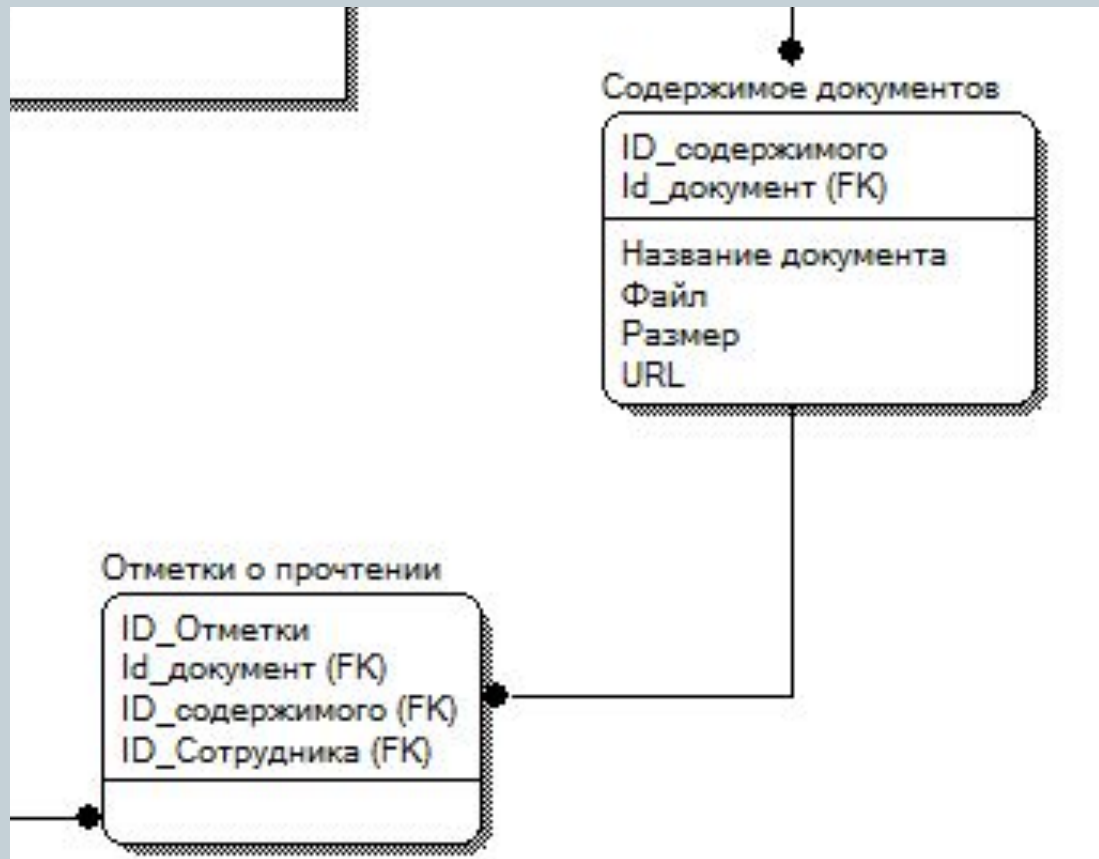 Содержимое документов
ID_содержимого
Id_документ (FK)
Название документа
Файл
Размер
URL
Отметки о прочтении
ID_Отметки
Id_документ (FK)
ID_содержимого (FK)
ID_Сотрудника (FK)